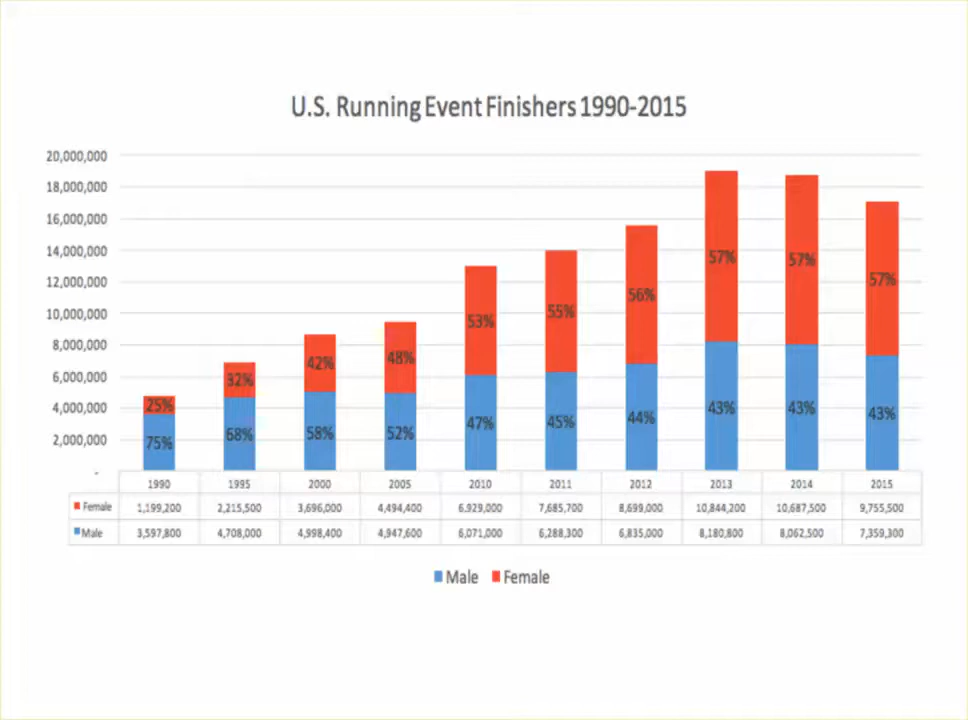 U.S. Running Event Finishers 1990-2015
20,000,000
18,000,000
16,000,000
14,000,000
12,000,000
10,000,000
8,000,000
6,000,000
4,000,000
2,000,000
-
57% 57% 57%
56%
55%
53%
48%
42%
32%
25%
75% 68% 58% 52% 47% 45% 44% 43% 43% 43%
1990 1995 2000 2005 2010 2011 2012 2013 2014 2015
Female 1,199,200 2,215,500 3,696,000 4,494,400 6,929,000 7,685,700 8,699,000 10,844,200 10,687,500 9,755,500
Male 3,597,800 4,708,000 4,998,400 4,947,600 6,071,000 6,288,300 6,835,000 8,180,800 8,062,500 7,359,300
Male Female